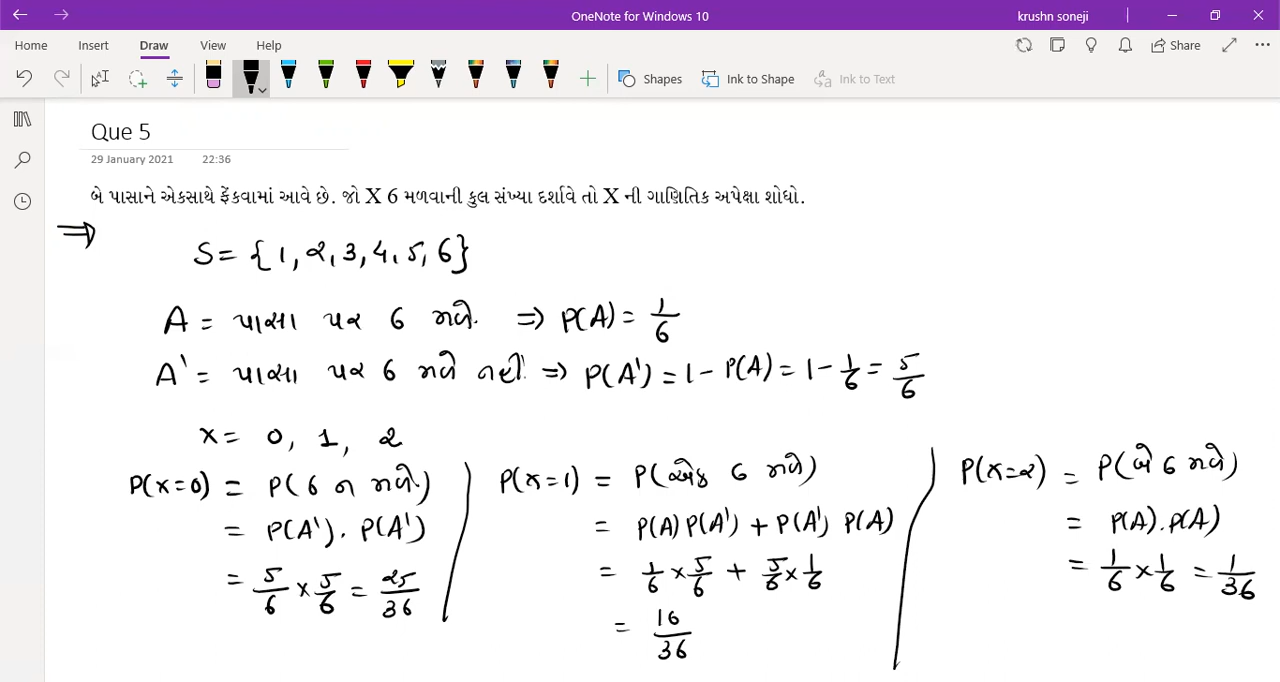 OneNote for Windows 10
krushn soneji
Home Insert Draw View Help
Share
Shapes Ink to Shape Ink to Text
Que 5
29 January 2021 22:36
બે પાસાને એકસાથે ફેંકવામાં આવે છે. જો X 6 મળવાની કુલ સંખ્યા દર્શાવે તો X ની ગાણિતિક અપેક્ષા શોધો.
⇒ S = {1, 2, 3, 4, 5, 6}
A = પાસા પર 6 મળે. ⇒ P(A) = 1/6
A' = પાસા પર 6 મળે નહીં ⇒ P(A') = 1 - P(A) = 1 - 1/6 = 5/6
x = 0, 1, 2
P(x=0) = P(6 ન મળે)
= P(A') . P(A')
= 5/6 × 5/6 = 25/36
P(x=1) = P(એક 6 મળે)
= P(A) P(A') + P(A') P(A)
= 1/6 × 5/6 + 5/6 × 1/6
= 16/36
P(x=2) = P(બે 6 મળે)
= P(A) . P(A)
= 1/6 × 1/6 = 1/36